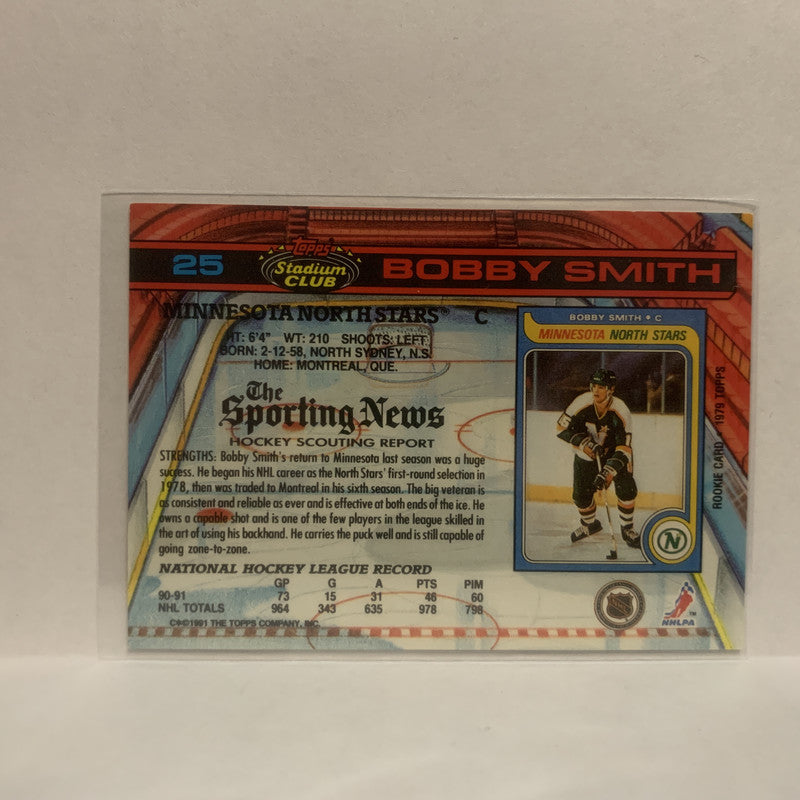 25
Topps
Stadium
CLUB
BOBBY SMITH
MINNESOTA NORTH STARS® C
HT: 6'4" WT: 210 SHOOTS: LEFT
BORN: 2-12-58, NORTH SYDNEY, N.S.
HOME: MONTREAL, QUE.
The
Sporting News
HOCKEY SCOUTING REPORT
STRENGTHS: Bobby Smith's return to Minnesota last season was a huge
success. He began his NHL career as the North Stars' first-round selection in
1978, then was traded to Montreal in his sixth season. The big veteran is
as consistent and reliable as ever and is effective at both ends of the ice. He
owns a capable shot and is one of the few players in the league skilled in
the art of using his backhand. He carries the puck well and is still capable of
going zone-to-zone.
NATIONAL HOCKEY LEAGUE RECORD
GP G A PTS PIM
90-91 73 15 31 46 60
NHL TOTALS 964 343 635 978 798
C*©1991 THE TOPPS COMPANY, INC.
BOBBY SMITH • C
MINNESOTA NORTH STARS
N
ROOKIE CARD - 1979 TOPPS
NHL
NHLPA
TM